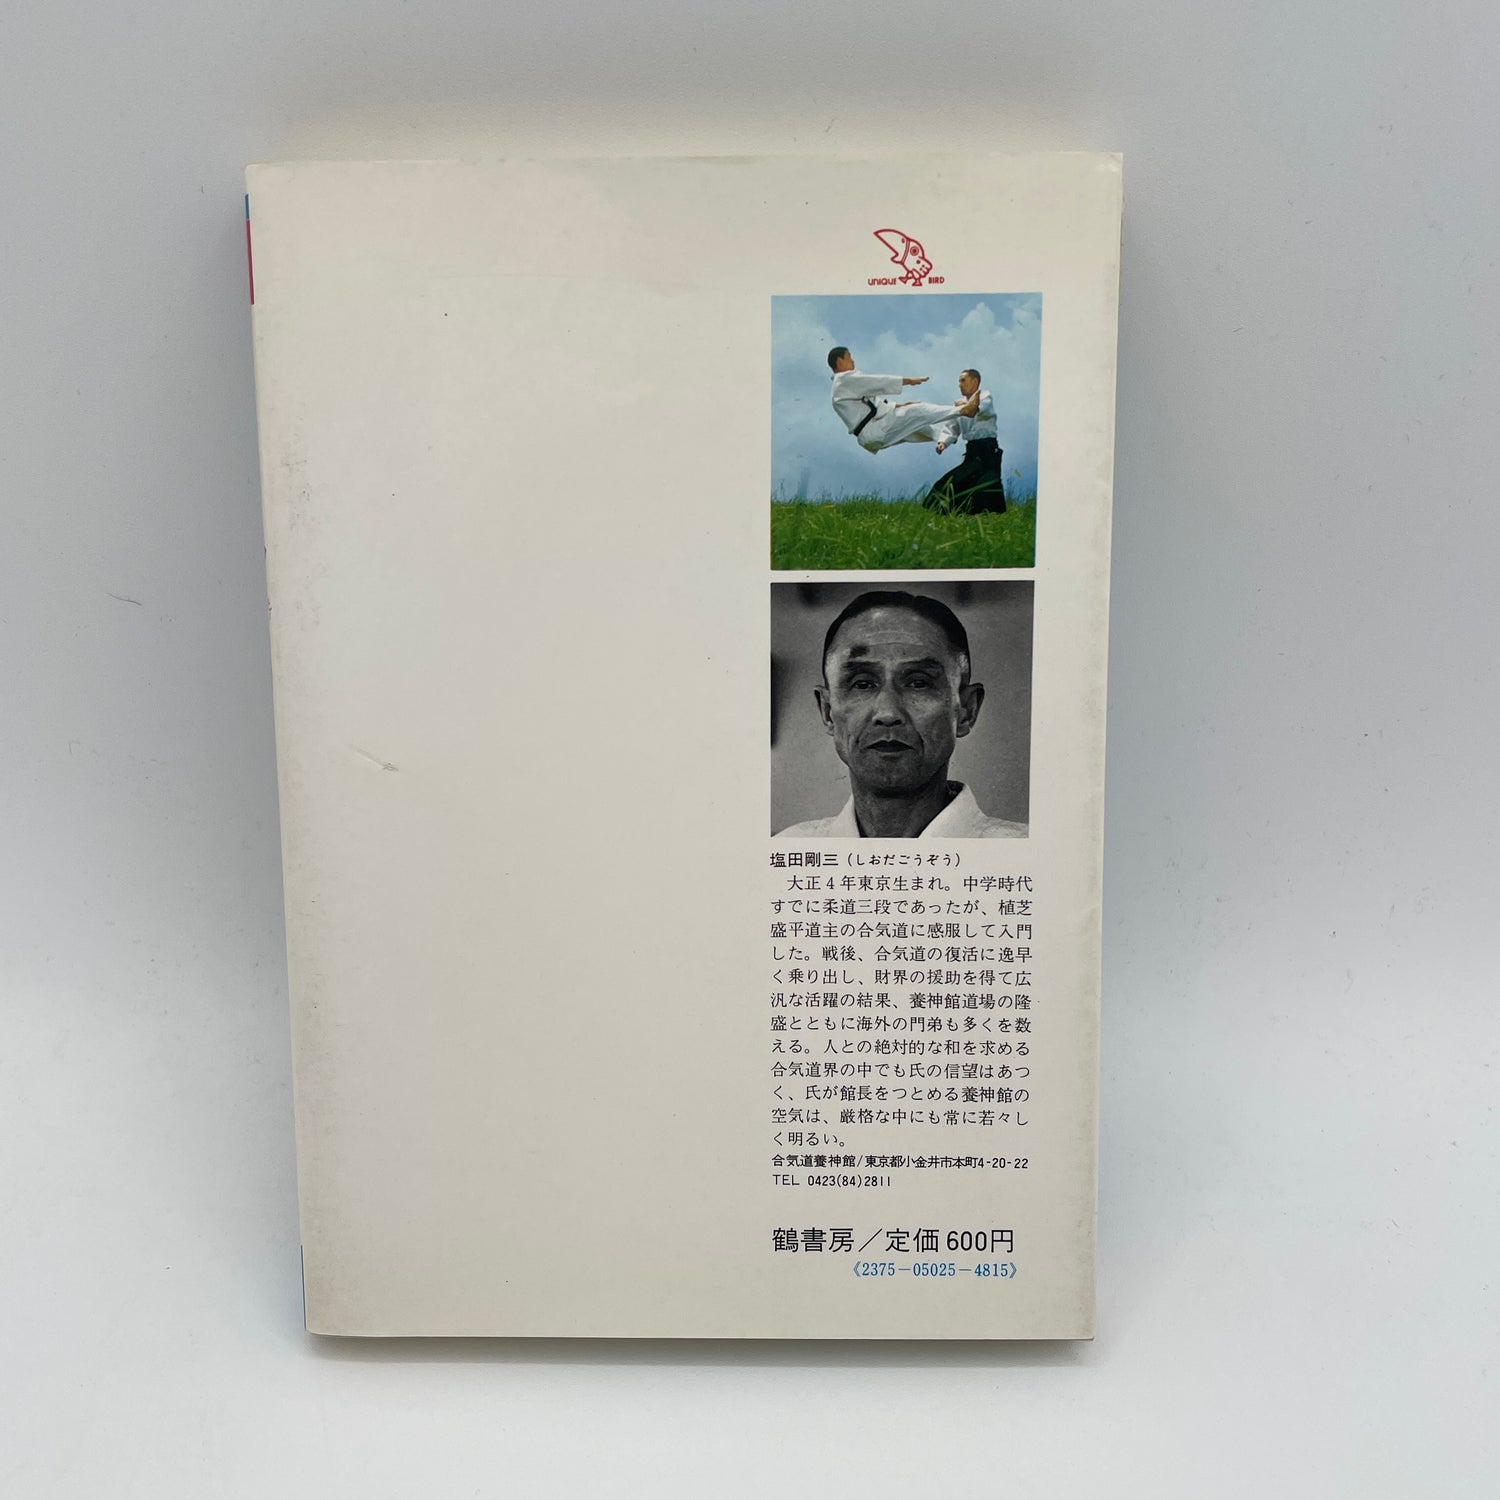 UNIQUE BIRD
塩田剛三(しおだごうぞう)
大正4年東京生まれ。中学時代
すでに柔道三段であったが、植芝
盛平道主の合気道に感服して入門
した。戦後、合気道の復活に逸早
く乗り出し、財界の援助を得て広
汎な活躍の結果、養神館道場の隆
盛とともに海外の門弟も多くを数
える。人との絶対的な和を求める
合気道界の中でも氏の信望はあつ
く、氏が館長をつとめる養神館の
空気は、厳格な中にも常に若々し
く明るい。
合気道養神館/東京都小金井市本町4-20-22
TEL 0423(84)2811
鶴書房/定価600円
《2375-05025-4815》